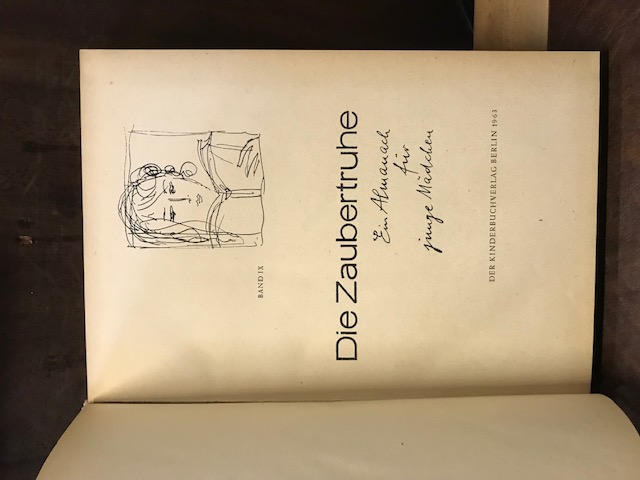 BAND IX
Die Zaubertruhe
Ein Almanach
für
junge Mädchen
DER KINDERBUCHVERLAG BERLIN 1963